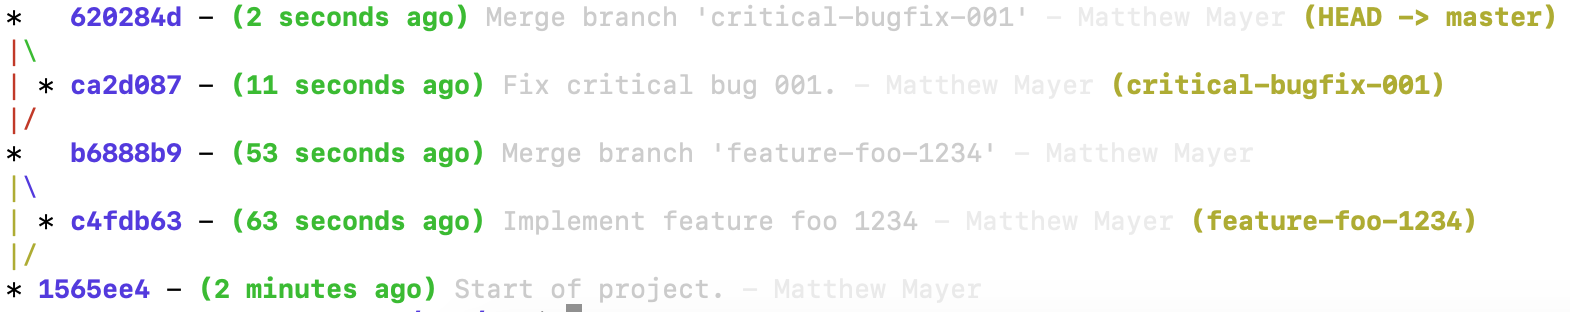 *   620284d - (2 seconds ago) Merge branch 'critical-bugfix-001' - Matthew Mayer (HEAD -> master)
|\
| * ca2d087 - (11 seconds ago) Fix critical bug 001. - Matthew Mayer (critical-bugfix-001)
|/
*   b6888b9 - (53 seconds ago) Merge branch 'feature-foo-1234' - Matthew Mayer
|\
| * c4fdb63 - (63 seconds ago) Implement feature foo 1234 - Matthew Mayer (feature-foo-1234)
|/
* 1565ee4 - (2 minutes ago) Start of project. - Matthew Mayer